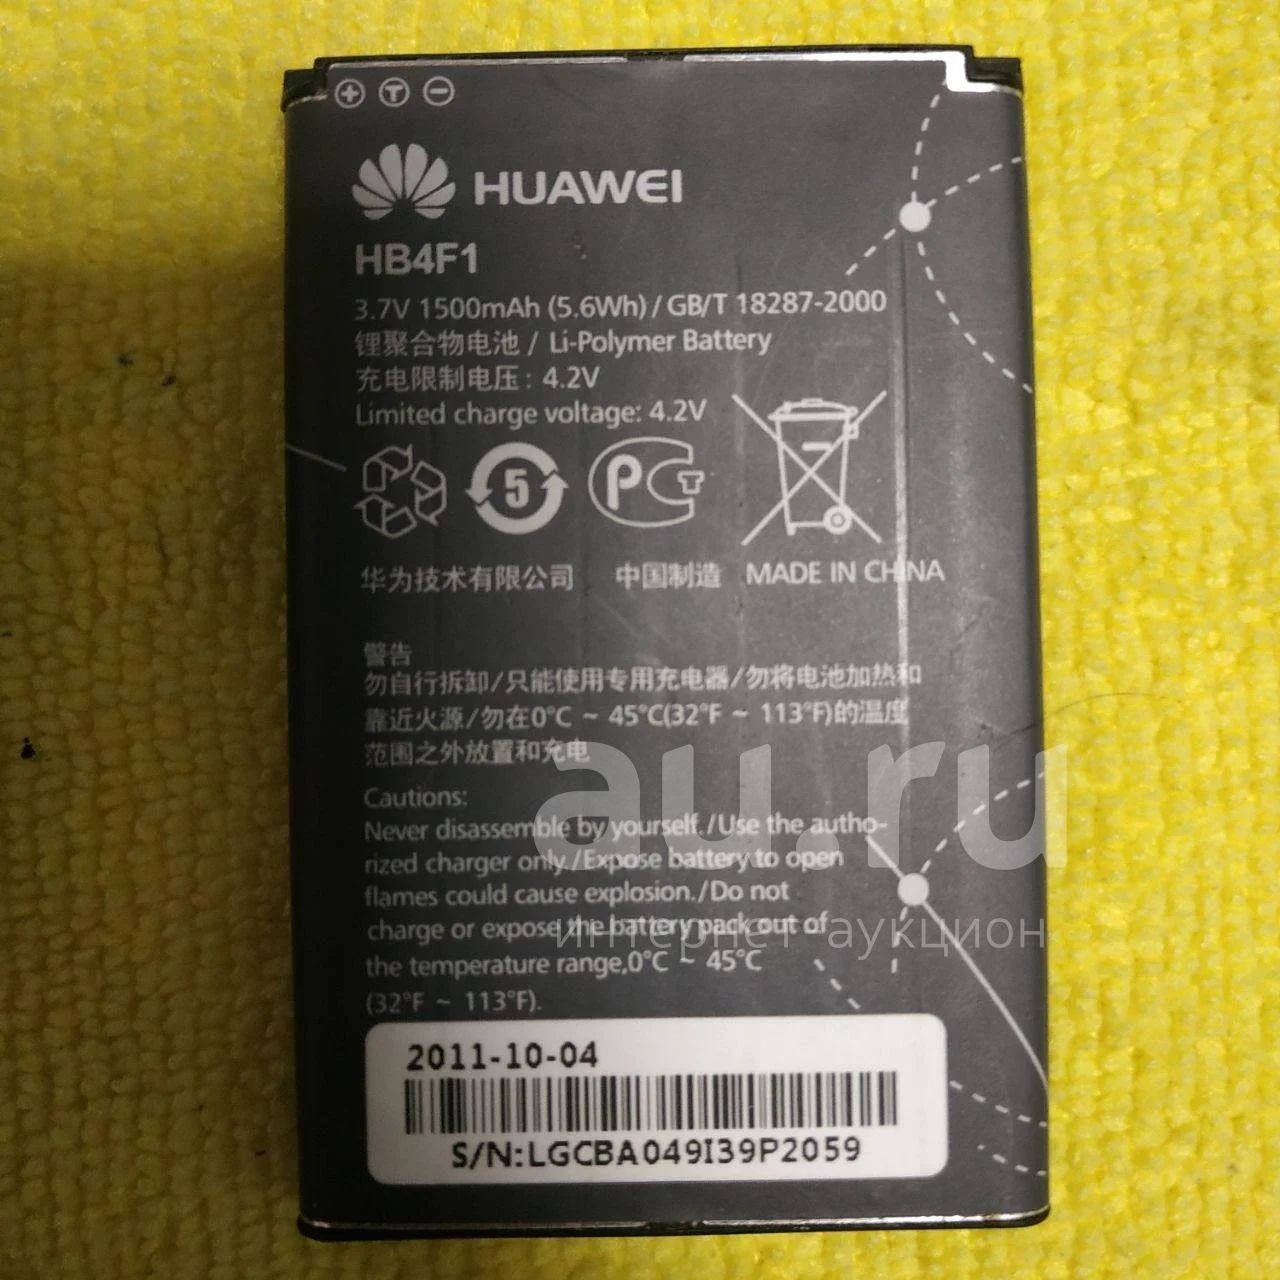 HUAWEI
HB4F1
3.7V 1500mAh (5.6Wh) / GB/T 18287-2000
锂聚合物电池 / Li-Polymer Battery
充电限制电压: 4.2V
Limited charge voltage: 4.2V
5
华为技术有限公司 中国制造 MADE IN CHINA
警告
勿自行拆卸/只能使用专用充电器/勿将电池加热和
靠近火源/勿在0°C ~ 45°C(32°F ~ 113°F)的温度
范围之外放置和充电
au.ru
Cautions:
Never disassemble by yourself./Use the autho-
rized charger only./Expose battery to open
flames could cause explosion./Do not
charge or expose the battery pack out of
интернет-аукцион
the temperature range,0°C ~ 45°C
(32°F ~ 113°F).
2011-10-04
S/N:LGCBA049I39P2059